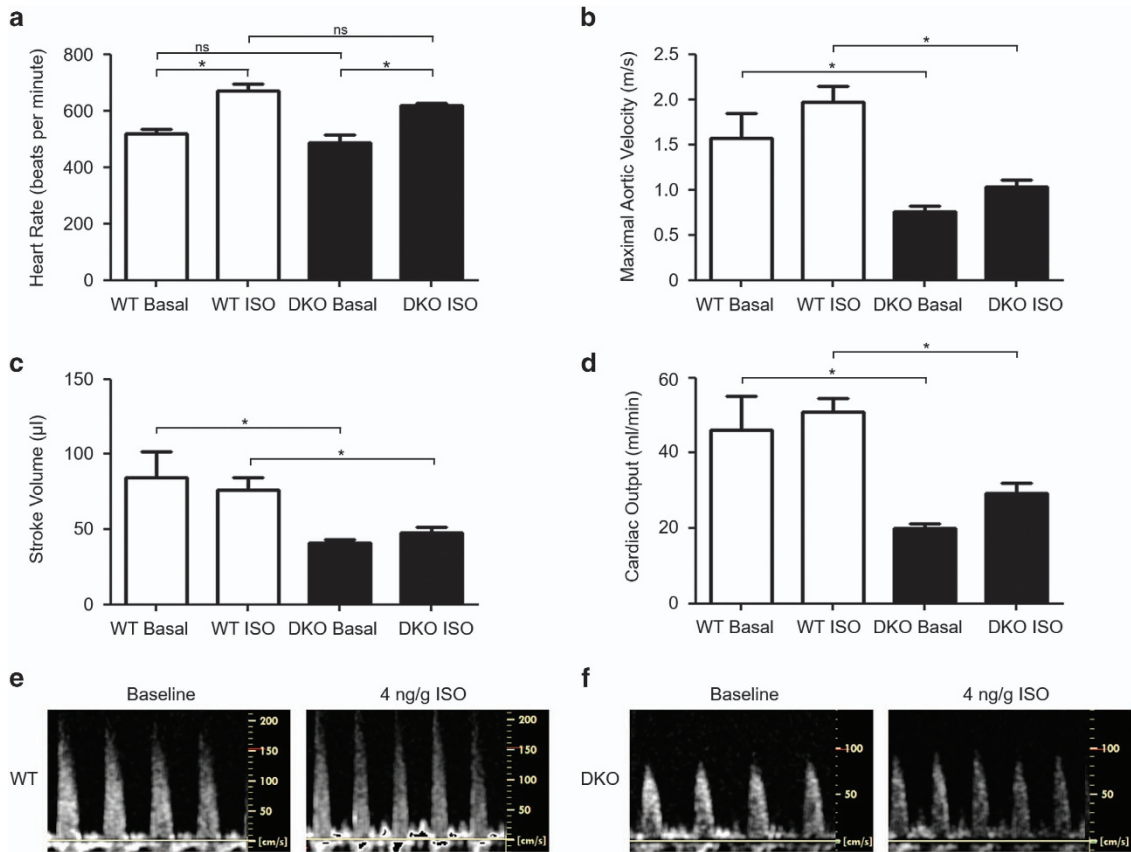 a
ns
ns
*
*
Heart Rate (beats per minute)
800
600
400
200
0
WT Basal WT ISO DKO Basal DKO ISO
b
*
*
Maximal Aortic Velocity (m/s)
2.5
2.0
1.5
1.0
0.5
0
WT Basal WT ISO DKO Basal DKO ISO
c
*
*
Stroke Volume (µl)
150
100
50
0
WT Basal WT ISO DKO Basal DKO ISO
d
*
*
Cardiac Output (ml/min)
60
40
20
0
WT Basal WT ISO DKO Basal DKO ISO
e
Baseline
4 ng/g ISO
WT
200
150
100
50
[cm/s]
200
150
100
50
[cm/s]
f
Baseline
4 ng/g ISO
DKO
100
50
[cm/s]
100
50
[cm/s]